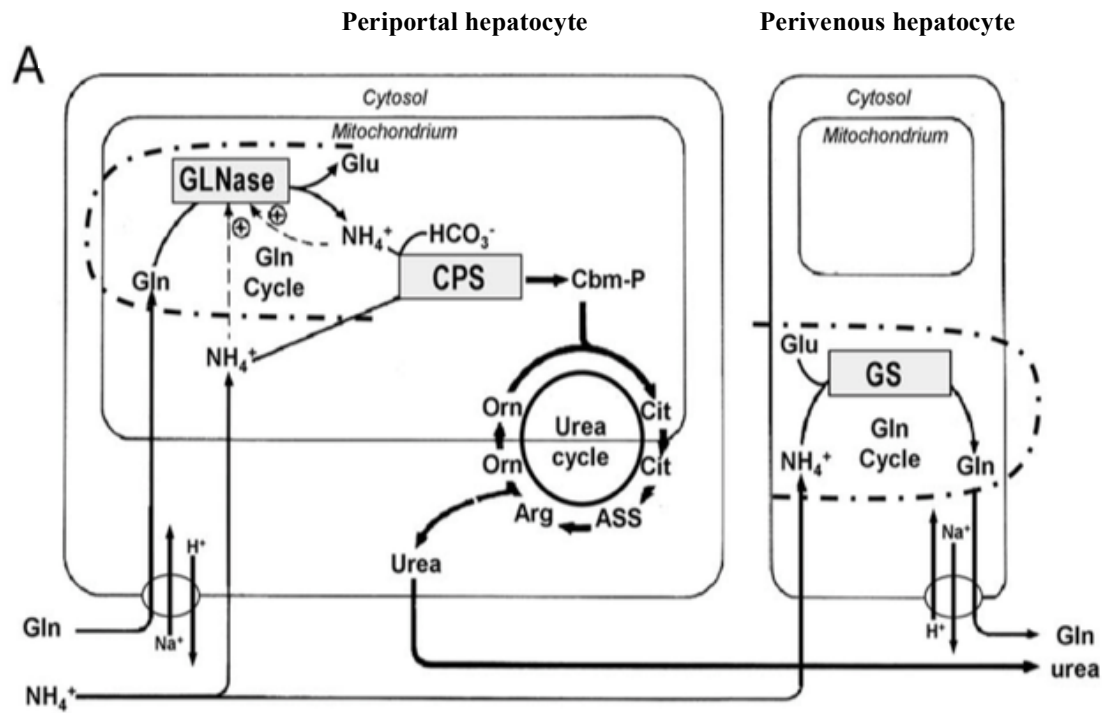 Periportal hepatocyte
Perivenous hepatocyte
A
Cytosol
Mitochondrium
GLNase
Glu
NH₄⁺
HCO₃⁻
Gln
Gln
Cycle
CPS
Cbm-P
NH₄⁺
Orn
Cit
Urea
cycle
Orn
Cit
Arg
ASS
Urea
H⁺
Na⁺
Gln
NH₄⁺
Cytosol
Mitochondrium
Glu
GS
Gln
Cycle
NH₄⁺
Gln
Na⁺
H⁺
Gln
urea